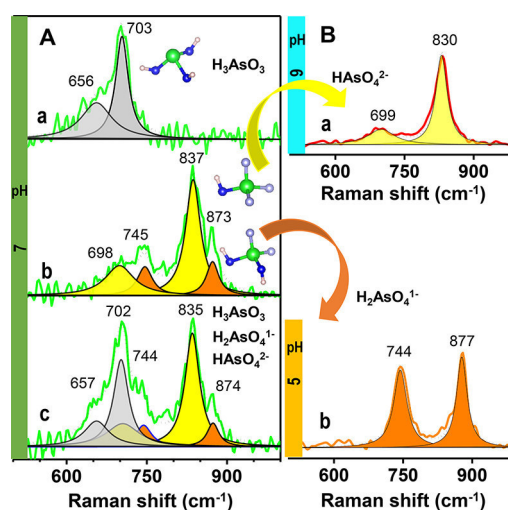 A
703
656
H₃AsO₃
a
pH
7
837
745
873
698
b
H₃AsO₃
H₂AsO₄¹⁻
HAsO₄²⁻
702
744
835
657
874
c
600 750 900
Raman shift (cm⁻¹)
B
pH
9
HAsO₄²⁻
830
699
a
600 750 900
Raman shift (cm⁻¹)
H₂AsO₄¹⁻
pH
5
744
877
b
600 750 900
Raman shift (cm⁻¹)